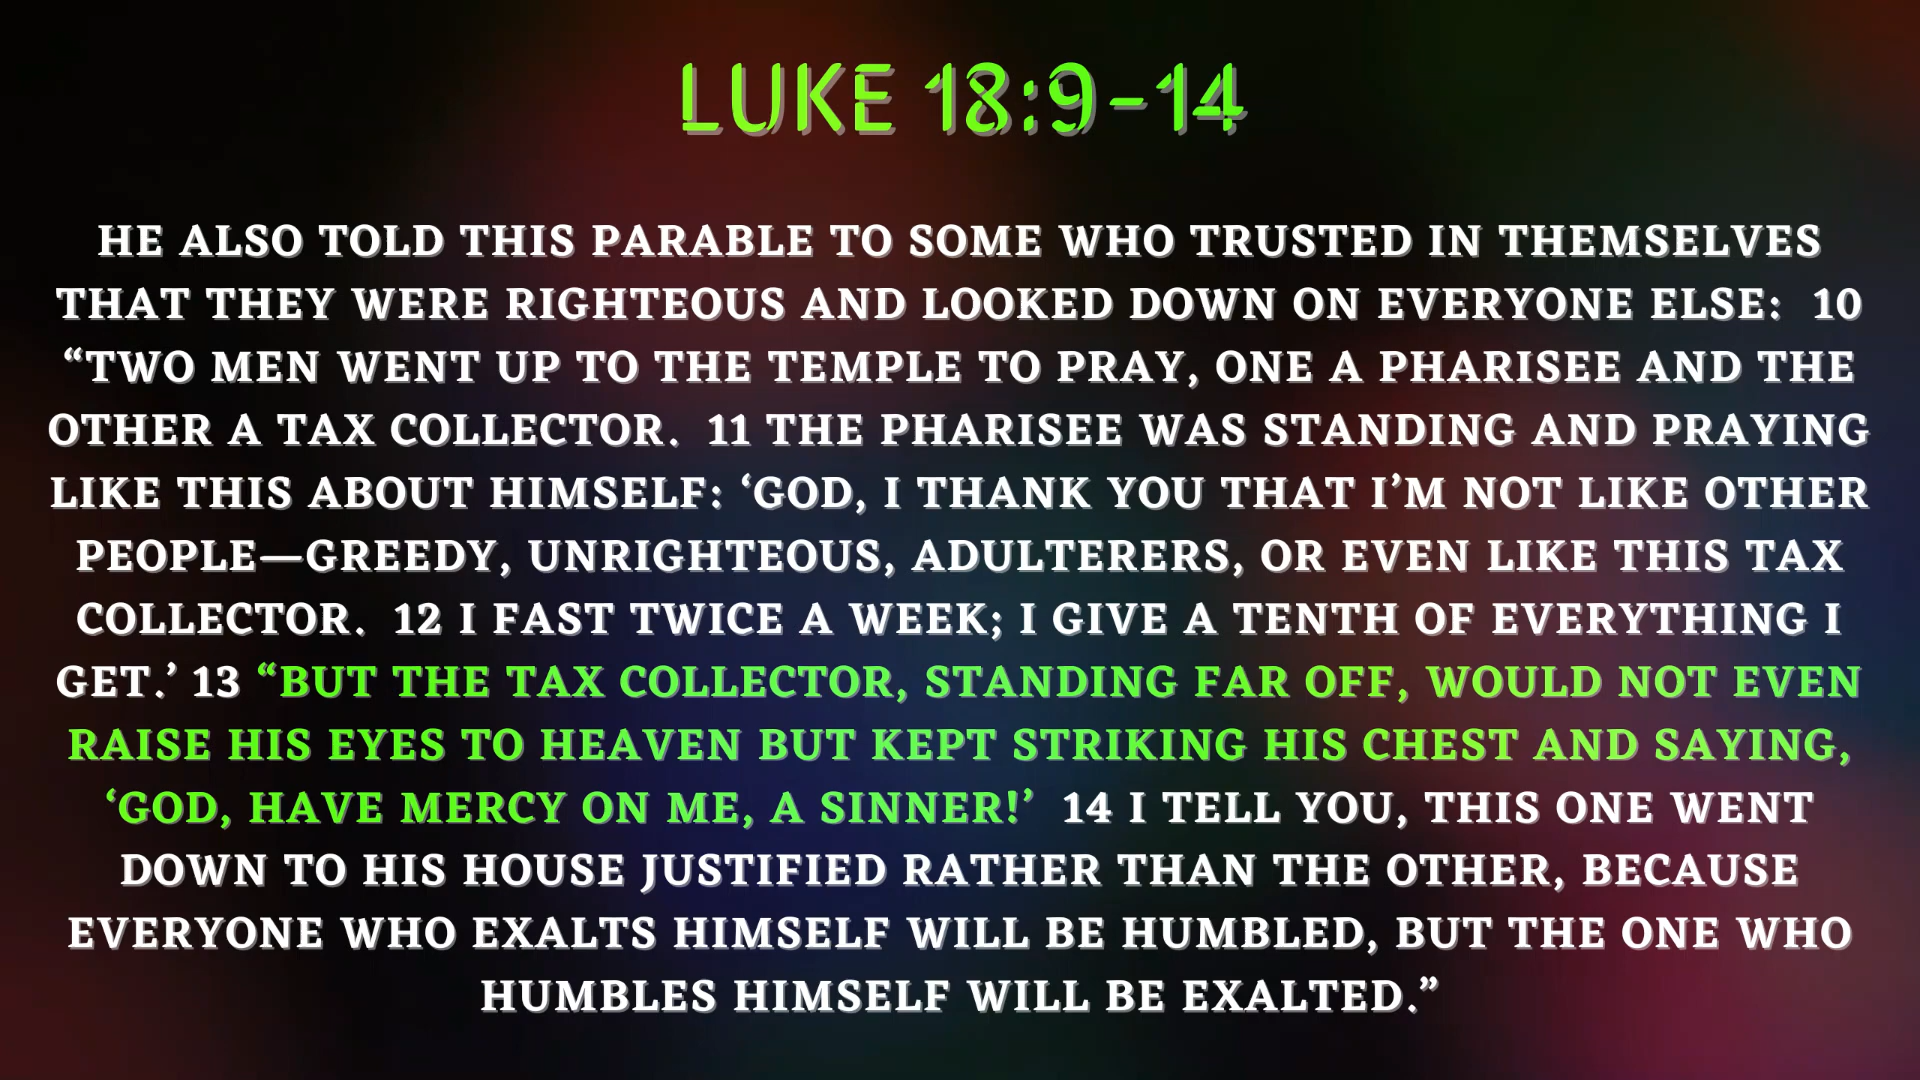 LUKE 18:9-14
HE ALSO TOLD THIS PARABLE TO SOME WHO TRUSTED IN THEMSELVES
THAT THEY WERE RIGHTEOUS AND LOOKED DOWN ON EVERYONE ELSE:  10
“TWO MEN WENT UP TO THE TEMPLE TO PRAY, ONE A PHARISEE AND THE
OTHER A TAX COLLECTOR.  11 THE PHARISEE WAS STANDING AND PRAYING
LIKE THIS ABOUT HIMSELF: ‘GOD, I THANK YOU THAT I’M NOT LIKE OTHER
PEOPLE—GREEDY, UNRIGHTEOUS, ADULTERERS, OR EVEN LIKE THIS TAX
COLLECTOR.  12 I FAST TWICE A WEEK; I GIVE A TENTH OF EVERYTHING I
GET.’ 13 “BUT THE TAX COLLECTOR, STANDING FAR OFF, WOULD NOT EVEN
RAISE HIS EYES TO HEAVEN BUT KEPT STRIKING HIS CHEST AND SAYING,
‘GOD, HAVE MERCY ON ME, A SINNER!’  14 I TELL YOU, THIS ONE WENT
DOWN TO HIS HOUSE JUSTIFIED RATHER THAN THE OTHER, BECAUSE
EVERYONE WHO EXALTS HIMSELF WILL BE HUMBLED, BUT THE ONE WHO
HUMBLES HIMSELF WILL BE EXALTED.”